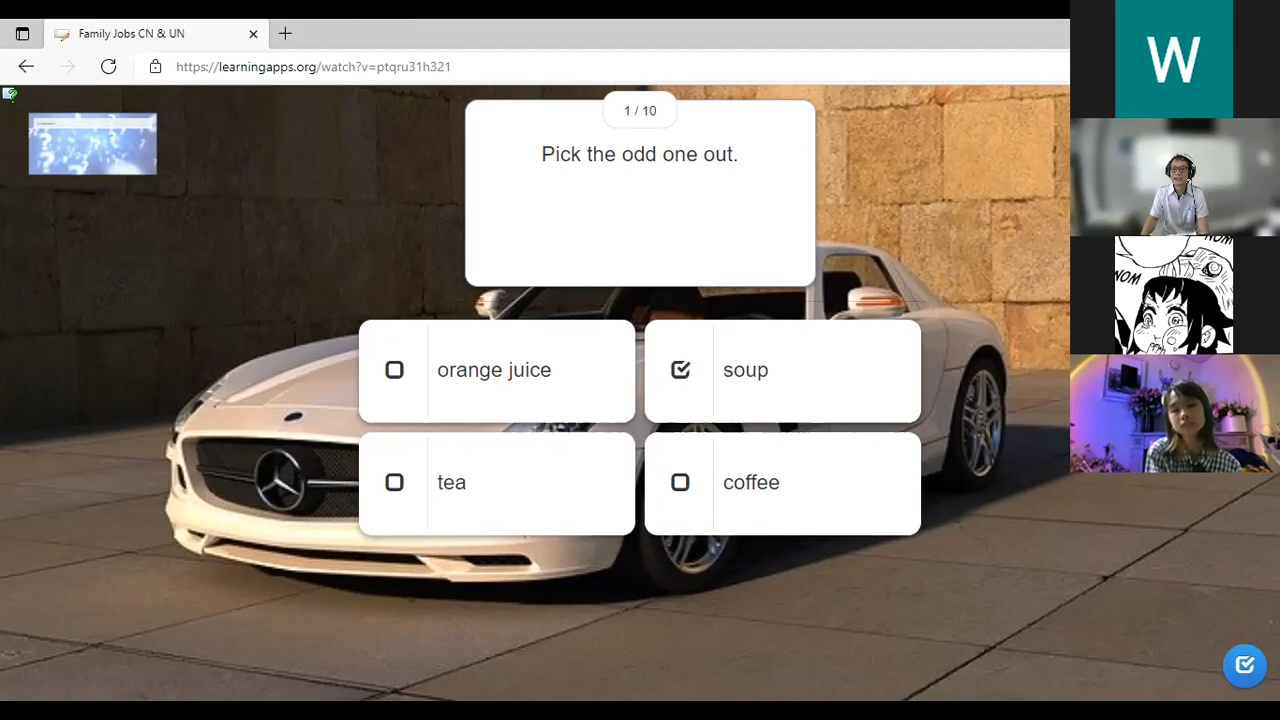 Family Jobs CN & UN
https://learningapps.org/watch?v=ptqru31h321
1 / 10
Pick the odd one out.
orange juice
soup
tea
coffee
W
NOM
NOM
NOM